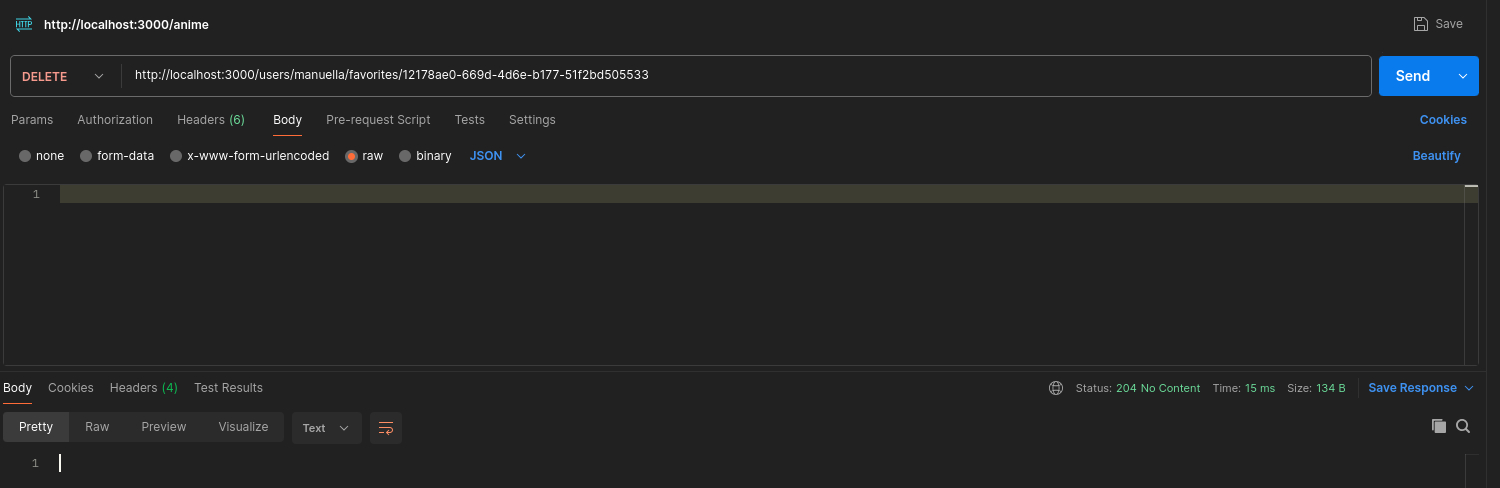 HTTP http://localhost:3000/anime Save
DELETE http://localhost:3000/users/manuella/favorites/12178ae0-669d-4d6e-b177-51f2bd505533 Send
Params Authorization Headers (6) Body Pre-request Script Tests Settings Cookies
none form-data x-www-form-urlencoded raw binary JSON Beautify
1
Body Cookies Headers (4) Test Results Status: 204 No Content Time: 15 ms Size: 134 B Save Response
Pretty Raw Preview Visualize Text
1